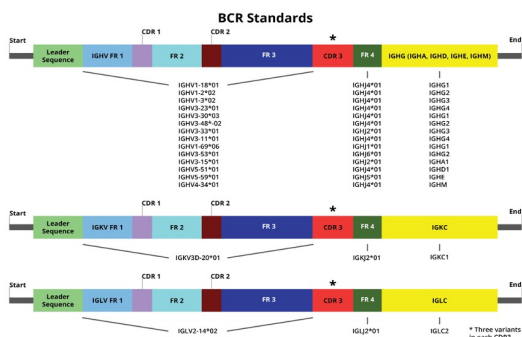 BCR Standards
Start
CDR 1
CDR 2
*
End
Leader Sequence
IGHV FR 1
FR 2
FR 3
CDR 3
FR 4
IGHG (IGHA, IGHD, IGHE, IGHM)
IGHV1-18*01 IGHJ4*01 IGHG1
IGHV1-2*02 IGHJ4*01 IGHG2
IGHV1-3*02 IGHJ4*01 IGHG3
IGHV3-23*01 IGHJ4*01 IGHG4
IGHV3-30*03 IGHJ4*01 IGHG1
IGHV3-48*-02 IGHJ4*01 IGHG2
IGHV3-33*01 IGHJ2*01 IGHG3
IGHV3-11*01 IGHJ4*01 IGHG4
IGHV1-69*06 IGHJ1*01 IGHG1
IGHV3-53*01 IGHJ6*01 IGHG2
IGHV3-15*01 IGHJ2*01 IGHA1
IGHV5-51*01 IGHJ4*01 IGHD1
IGHV5-59*01 IGHJ5*01 IGHE
IGHV4-34*01 IGHJ4*01 IGHM
Start
CDR 1
CDR 2
*
End
Leader Sequence
IGKV FR 1
FR 2
FR 3
CDR 3
FR 4
IGKC
IGKV3D-20*01 IGKJ2*01 IGKC1
Start
CDR 1
CDR 2
*
End
Leader Sequence
IGLV FR 1
FR 2
FR 3
CDR 3
FR 4
IGLC
IGLV2-14*02 IGLJ2*01 IGLC2
* Three variants
in each CDR3